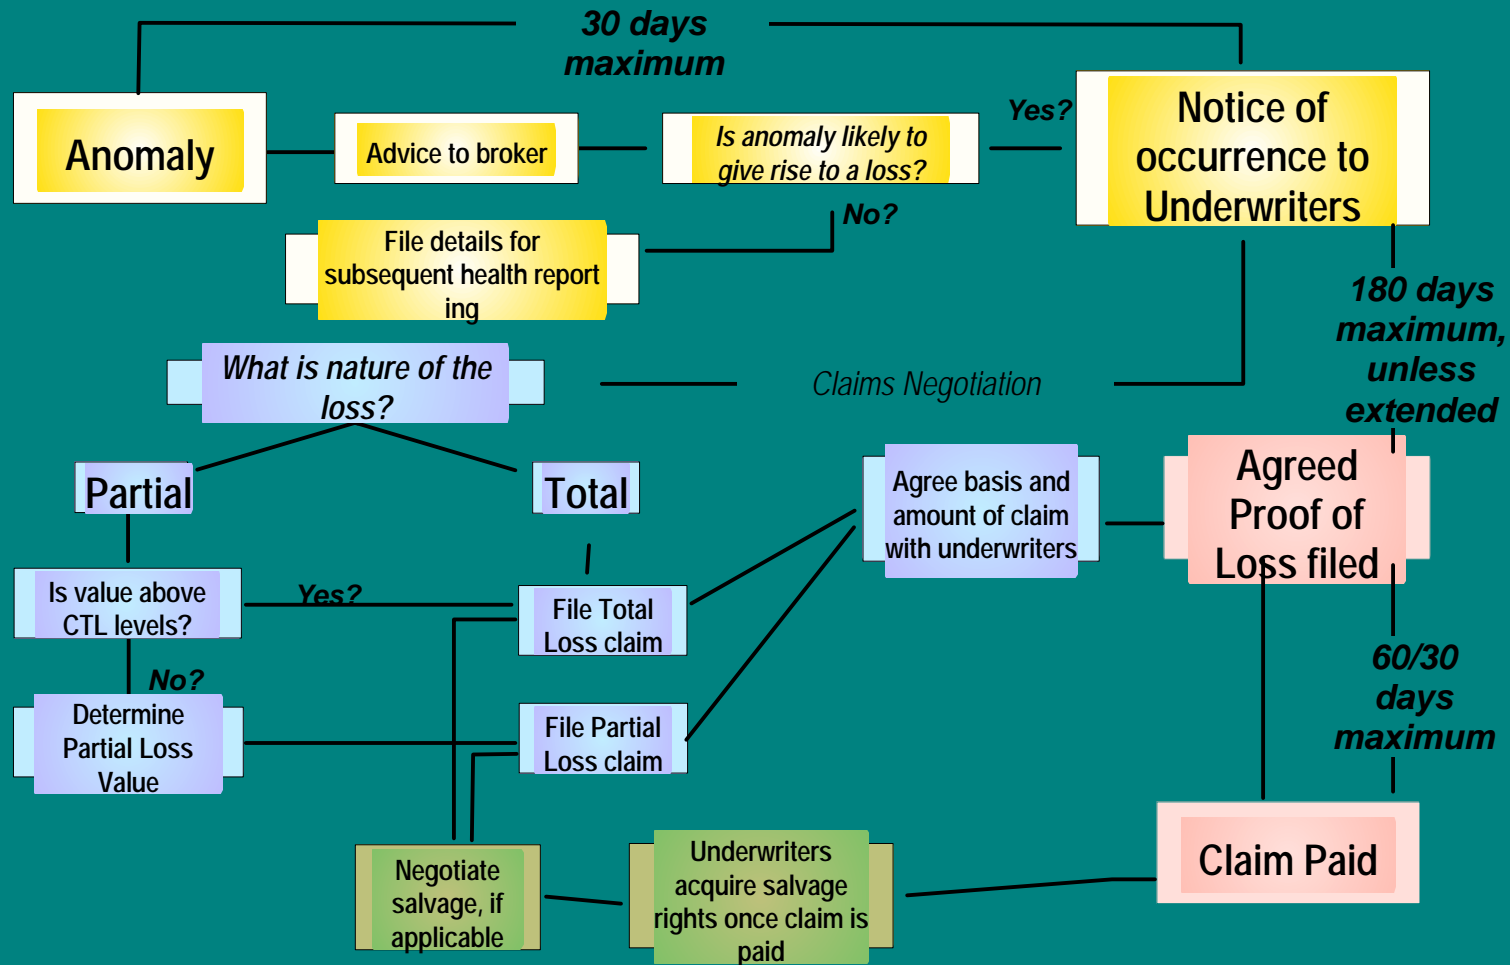 30 days
maximum
Anomaly
Advice to broker
Is anomaly likely to
give rise to a loss?
Yes?
Notice of
occurrence to
Underwriters
No?
File details for
subsequent health report
ing
180 days
maximum,
unless
extended
What is nature of the
loss?
Claims Negotiation
Partial
Total
Agree basis and
amount of claim
with underwriters
Agreed
Proof of
Loss filed
Is value above
CTL levels?
Yes?
File Total
Loss claim
No?
Determine
Partial Loss
Value
File Partial
Loss claim
60/30
days
maximum
Negotiate
salvage, if
applicable
Underwriters
acquire salvage
rights once claim is
paid
Claim Paid